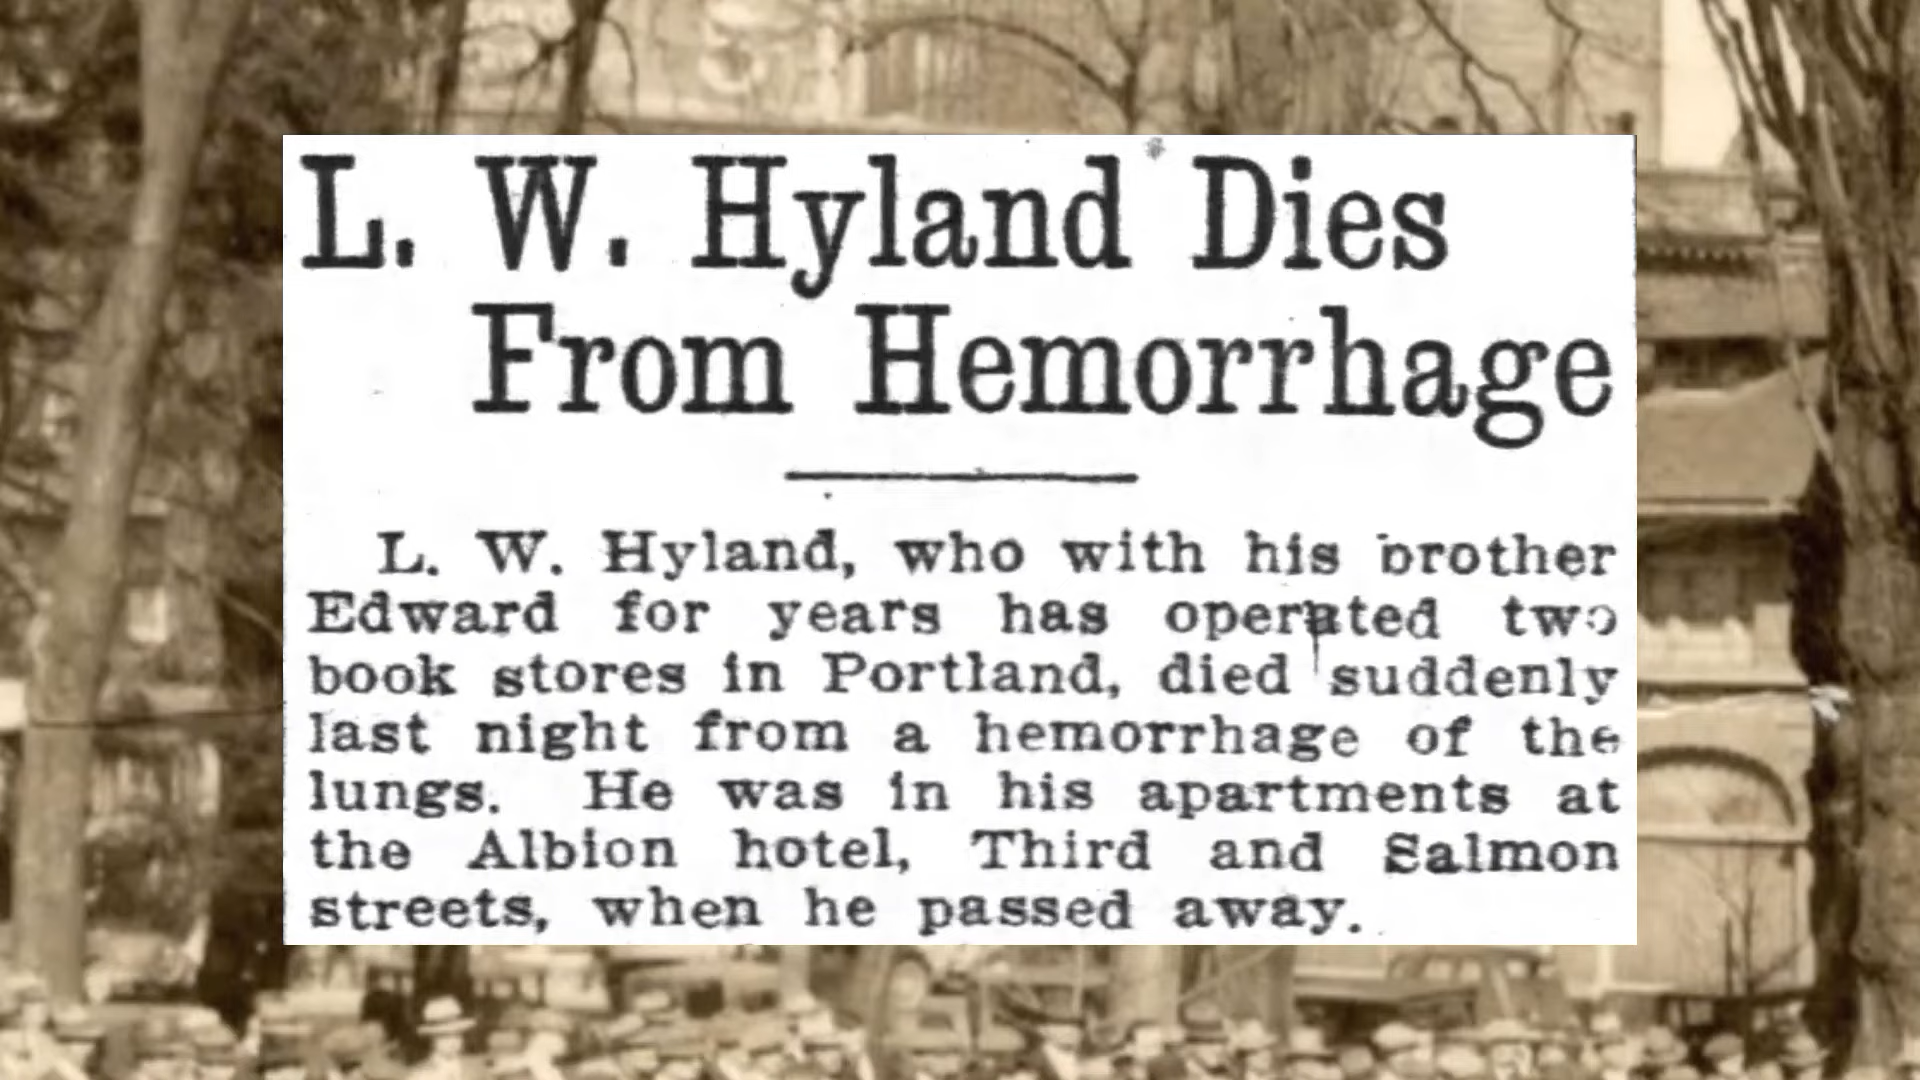 L. W. Hyland Dies
From Hemorrhage
L. W. Hyland, who with his brother
Edward for years has operated two
book stores in Portland, died suddenly
last night from a hemorrhage of the
lungs. He was in his apartments at
the Albion hotel, Third and Salmon
streets, when he passed away.